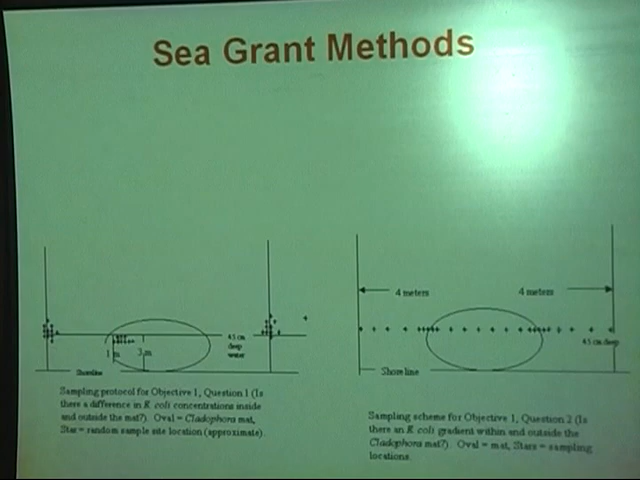 Sea Grant Methods
4 meters
4 meters
45 cm
deep
water
1 m
3 m
45 cm deep
Shoreline
Shoreline
Sampling protocol for Objective 1, Question 1 (Is
there a difference in E. coli concentrations inside
and outside the mat?). Oval = Cladophora mat,
Star = random sample site location (approximate).
Sampling scheme for Objective 1, Question 2 (Is
there an E. coli gradient within and outside the
Cladophora mat?). Oval = mat, Stars = sampling
locations.